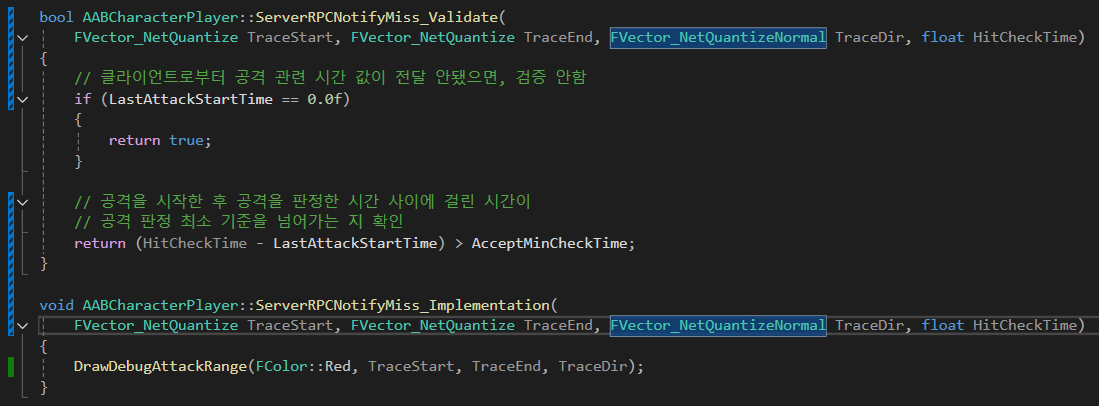 bool AABCharacterPlayer::ServerRPCNotifyMiss_Validate(
FVector_NetQuantize TraceStart, FVector_NetQuantize TraceEnd, FVector_NetQuantizeNormal TraceDir, float HitCheckTime)
{
// 클라이언트로부터 공격 관련 시간 값이 전달 안됐으면, 검증 안함
if (LastAttackStartTime == 0.0f)
{
return true;
}
// 공격을 시작한 후 공격을 판정한 시간 사이에 걸린 시간이
// 공격 판정 최소 기준을 넘어가는 지 확인
return (HitCheckTime - LastAttackStartTime) > AcceptMinCheckTime;
}
void AABCharacterPlayer::ServerRPCNotifyMiss_Implementation(
FVector_NetQuantize TraceStart, FVector_NetQuantize TraceEnd, FVector_NetQuantizeNormal TraceDir, float HitCheckTime)
{
DrawDebugAttackRange(FColor::Red, TraceStart, TraceEnd, TraceDir);
}